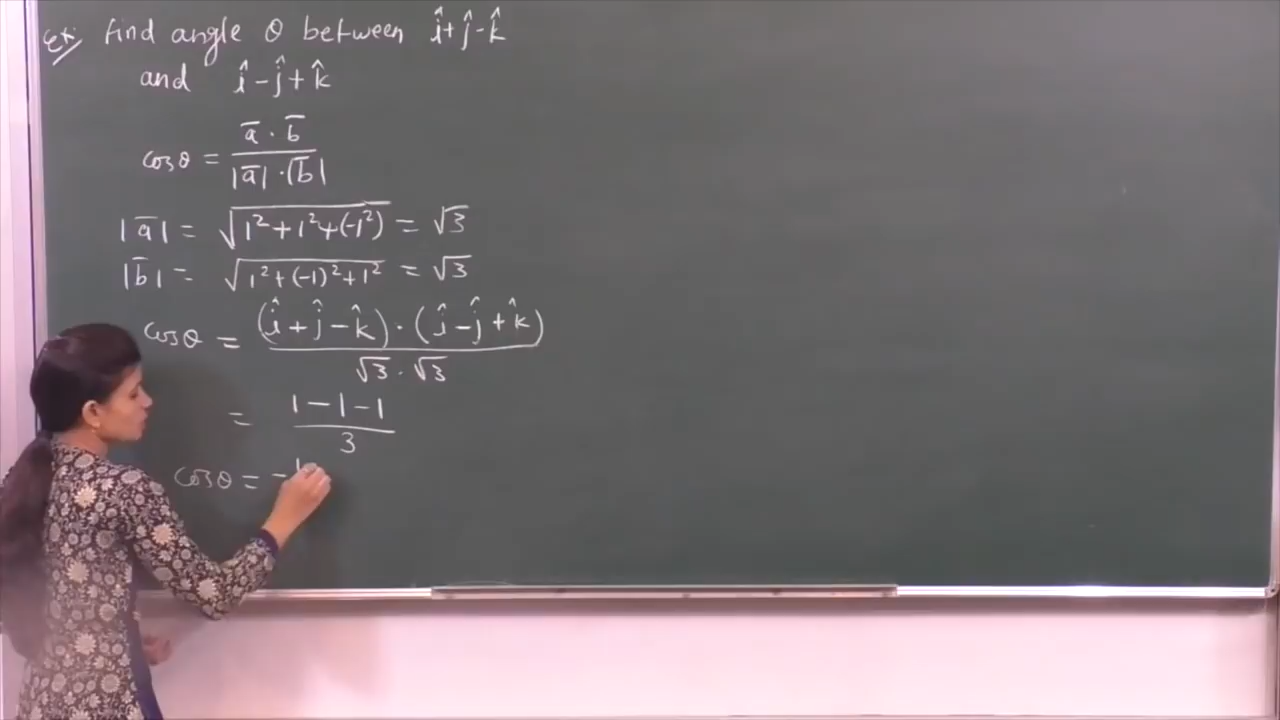 Ex: Find angle θ between î+ĵ-k̂
and î-ĵ+k̂
cosθ = a̅ · b̅ / |a̅| · |b̅|
|a̅| = √(1²+1²+(-1²)) = √3
|b̅| = √(1²+(-1)²+1²) = √3
cosθ = (î+ĵ-k̂)·(î-ĵ+k̂) / √3 · √3
= 1-1-1 / 3
cosθ = -1